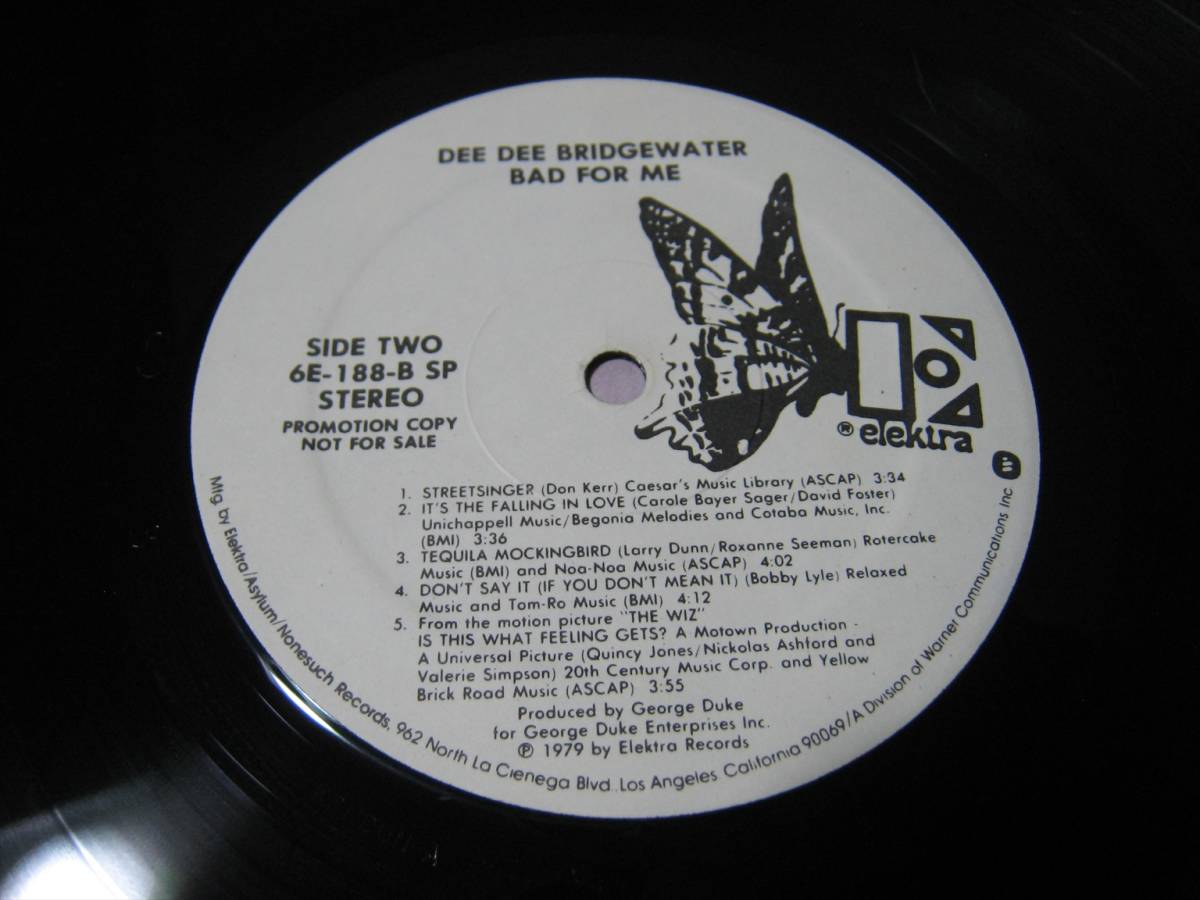 DEE DEE BRIDGEWATER
BAD FOR ME
SIDE TWO
6E-188-B SP
STEREO
PROMOTION COPY
NOT FOR SALE
® elektra
1. STREETSINGER (Don Kerr) Caesar's Music Library (ASCAP) 3:34
2. IT'S THE FALLING IN LOVE (Carole Bayer Sager/David Foster)
Unichappell Music/Begonia Melodies and Cotaba Music, Inc.
(BMI) 3:36
3. TEQUILA MOCKINGBIRD (Larry Dunn/Roxanne Seeman) Rotercake
Music (BMI) and Noa-Noa Music (ASCAP) 4:02
4. DON'T SAY IT (IF YOU DON'T MEAN IT) (Bobby Lyle) Relaxed
Music and Tom-Ro Music (BMI) 4:12
5. From the motion picture "THE WIZ"
IS THIS WHAT FEELING GETS? A Motown Production -
A Universal Picture (Quincy Jones/Nickolas Ashford and
Valerie Simpson) 20th Century Music Corp. and Yellow
Brick Road Music (ASCAP) 3:55
Produced by George Duke
for George Duke Enterprises Inc.
℗ 1979 by Elektra Records
Mfg. by Elektra/Asylum/Nonesuch Records, 962 North La Cienega Blvd., Los Angeles California 90069/A Division of Warner Communications Inc